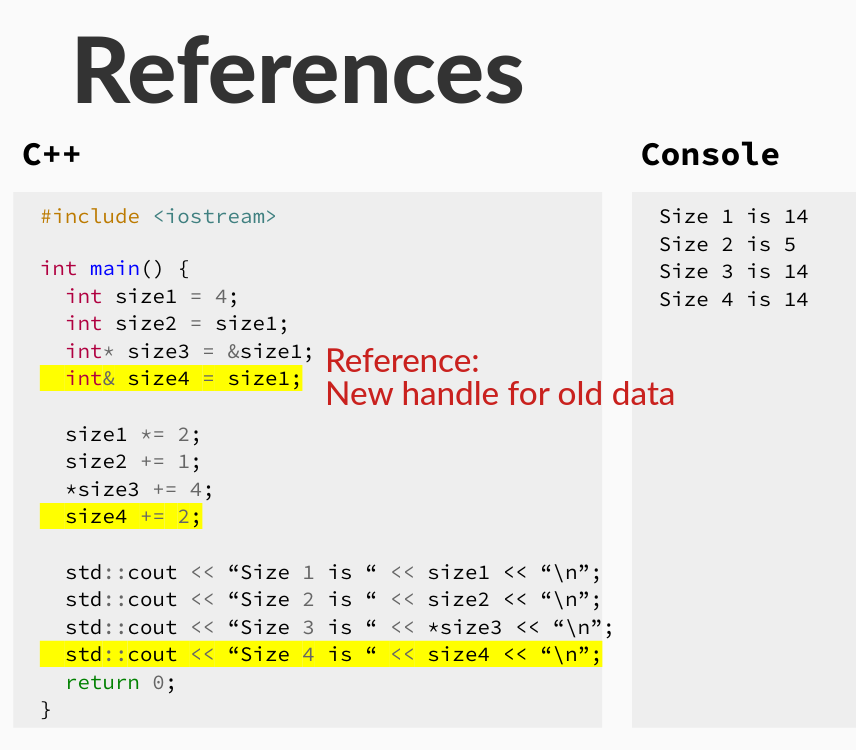 References
C++
#include <iostream>
int main() {
int size1 = 4;
int size2 = size1;
int* size3 = &size1;
int& size4 = size1;
Reference:
New handle for old data
size1 *= 2;
size2 += 1;
*size3 += 4;
size4 += 2;
std::cout << “Size 1 is “ << size1 << “\n”;
std::cout << “Size 2 is “ << size2 << “\n”;
std::cout << “Size 3 is “ << *size3 << “\n”;
std::cout << “Size 4 is “ << size4 << “\n”;
return 0;
}
Console
Size 1 is 14
Size 2 is 5
Size 3 is 14
Size 4 is 14